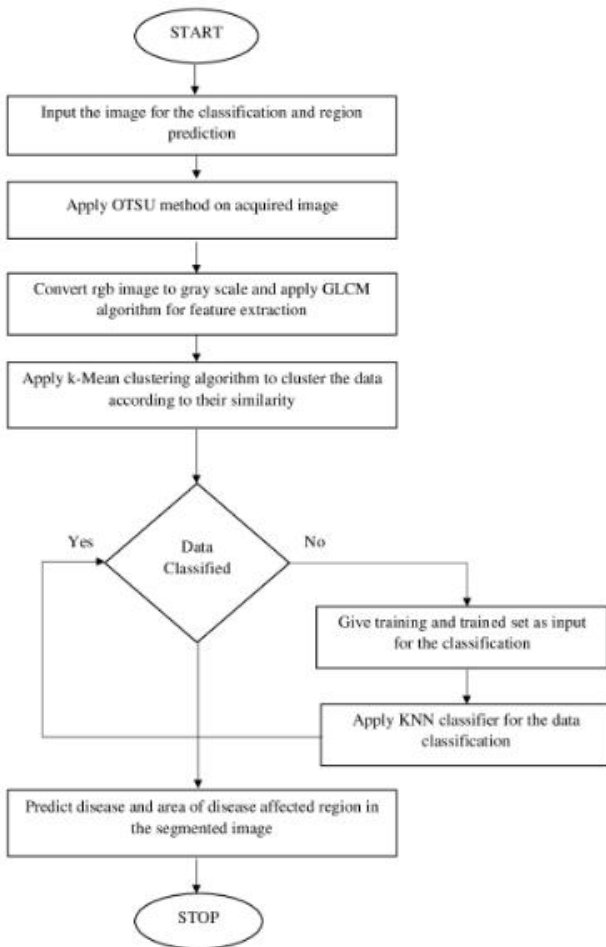 START
Input the image for the classification and region
prediction
Apply OTSU method on acquired image
Convert rgb image to gray scale and apply GLCM
algorithm for feature extraction
Apply k-Mean clustering algorithm to cluster the data
according to their similarity
Yes
Data
Classified
No
Give training and trained set as input
for the classification
Apply KNN classifier for the data
classification
Predict disease and area of disease affected region in
the segmented image
STOP